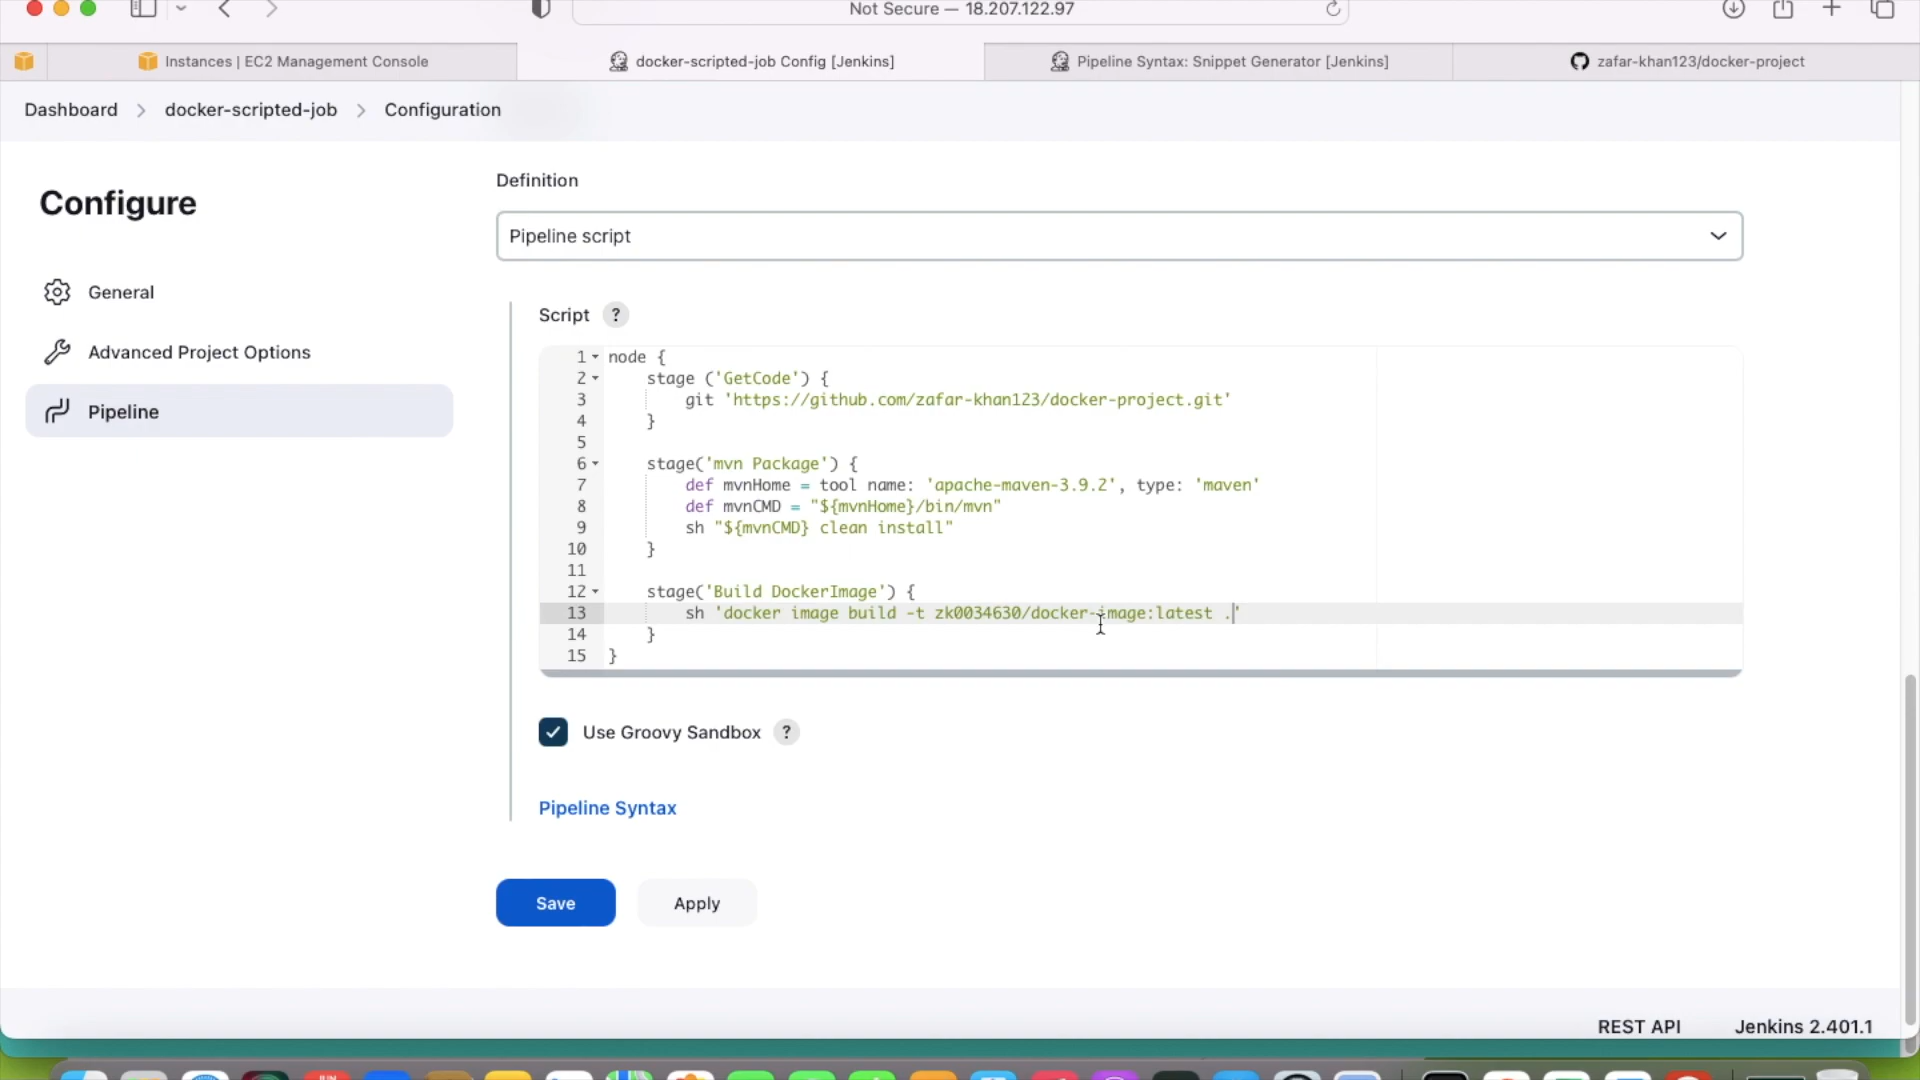 Not Secure — 18.207.122.97
Instances | EC2 Management Console
docker-scripted-job Config [Jenkins]
Pipeline Syntax: Snippet Generator [Jenkins]
zafar-khan123/docker-project
Dashboard > docker-scripted-job > Configuration
Configure
General
Advanced Project Options
Pipeline
Definition
Pipeline script
Script ?
1 node {
2 stage ('GetCode') {
3 git 'https://github.com/zafar-khan123/docker-project.git'
4 }
5
6 stage('mvn Package') {
7 def mvnHome = tool name: 'apache-maven-3.9.2', type: 'maven'
8 def mvnCMD = "${mvnHome}/bin/mvn"
9 sh "${mvnCMD} clean install"
10 }
11
12 stage('Build DockerImage') {
13 sh 'docker image build -t zk0034630/docker-image:latest .'
14 }
15 }
Use Groovy Sandbox ?
Pipeline Syntax
Save
Apply
REST API
Jenkins 2.401.1